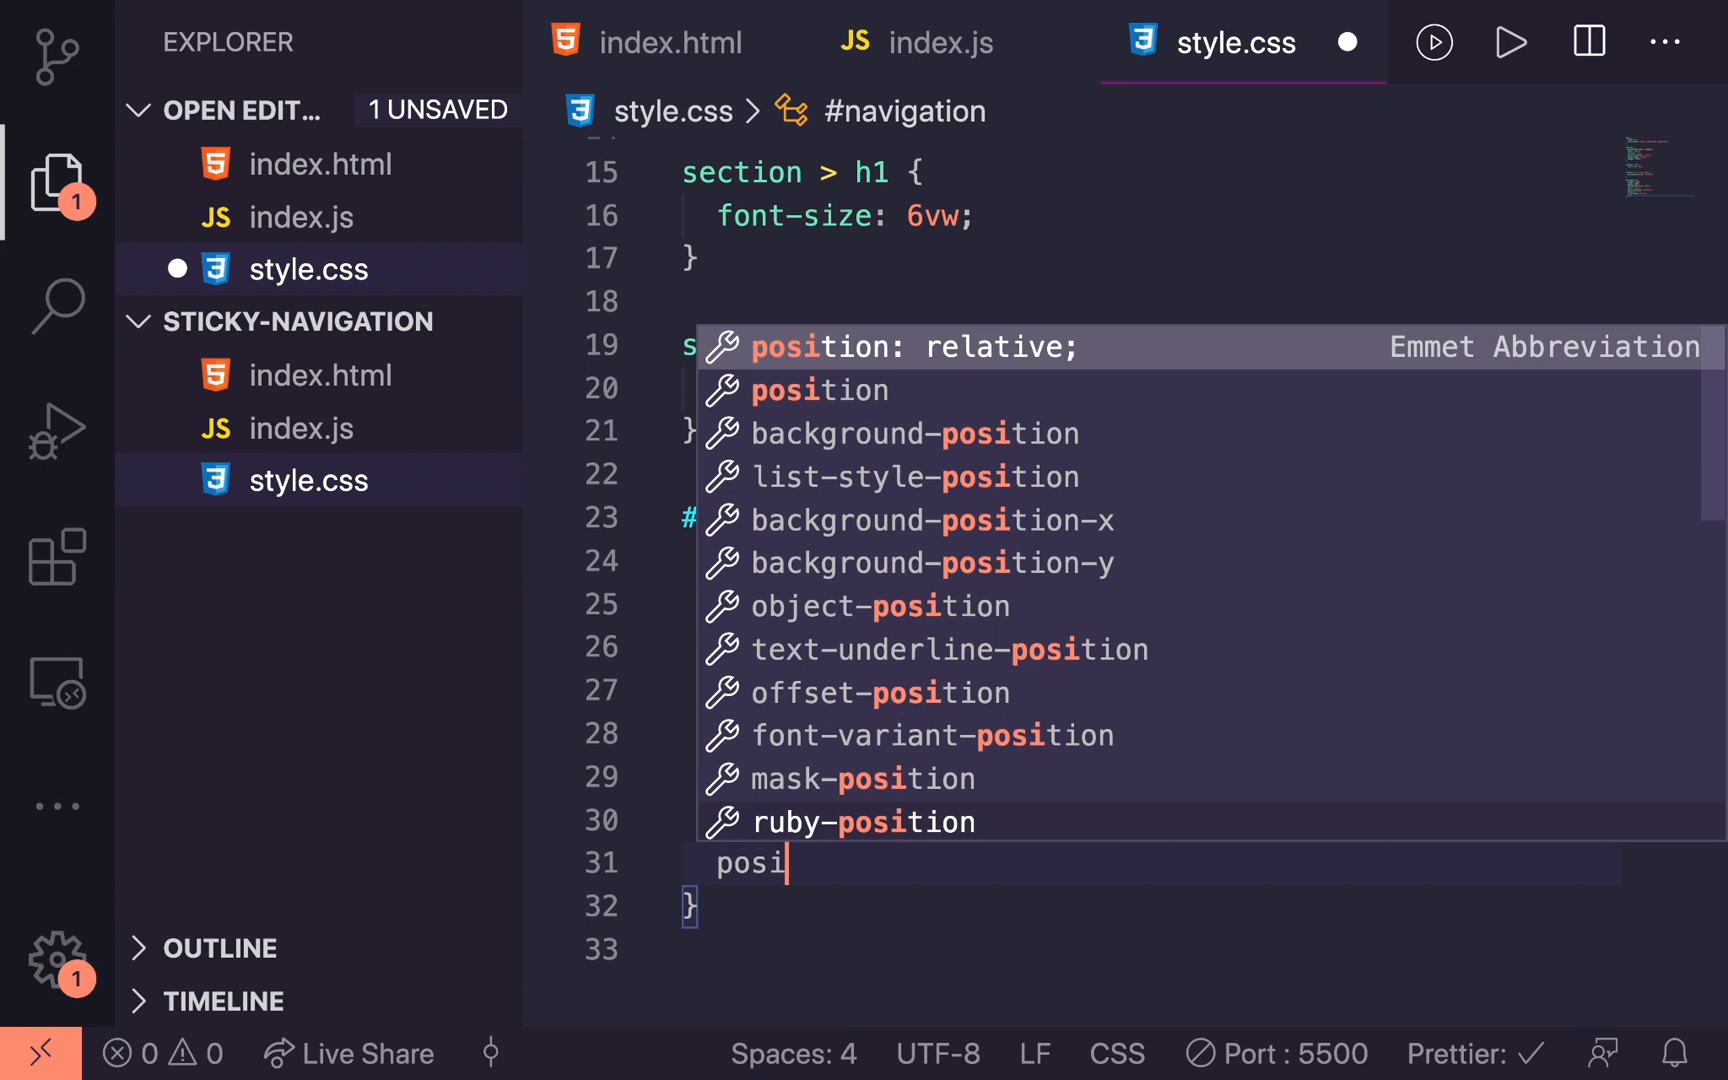 EXPLORER
index.html
JS index.js
style.css
OPEN EDIT...
1 UNSAVED
index.html
JS index.js
style.css
STICKY-NAVIGATION
index.html
JS index.js
style.css
OUTLINE
TIMELINE
style.css > #navigation
15 section > h1 {
16 font-size: 6vw;
17 }
18
19 s
20
21 }
22
23 #
24
25
26
27
28
29
30
31 posi
32 }
33
position: relative; Emmet Abbreviation
position
background-position
list-style-position
background-position-x
background-position-y
object-position
text-underline-position
offset-position
font-variant-position
mask-position
ruby-position
1
1
0 0 Live Share Spaces: 4 UTF-8 LF CSS Port : 5500 Prettier: ✓